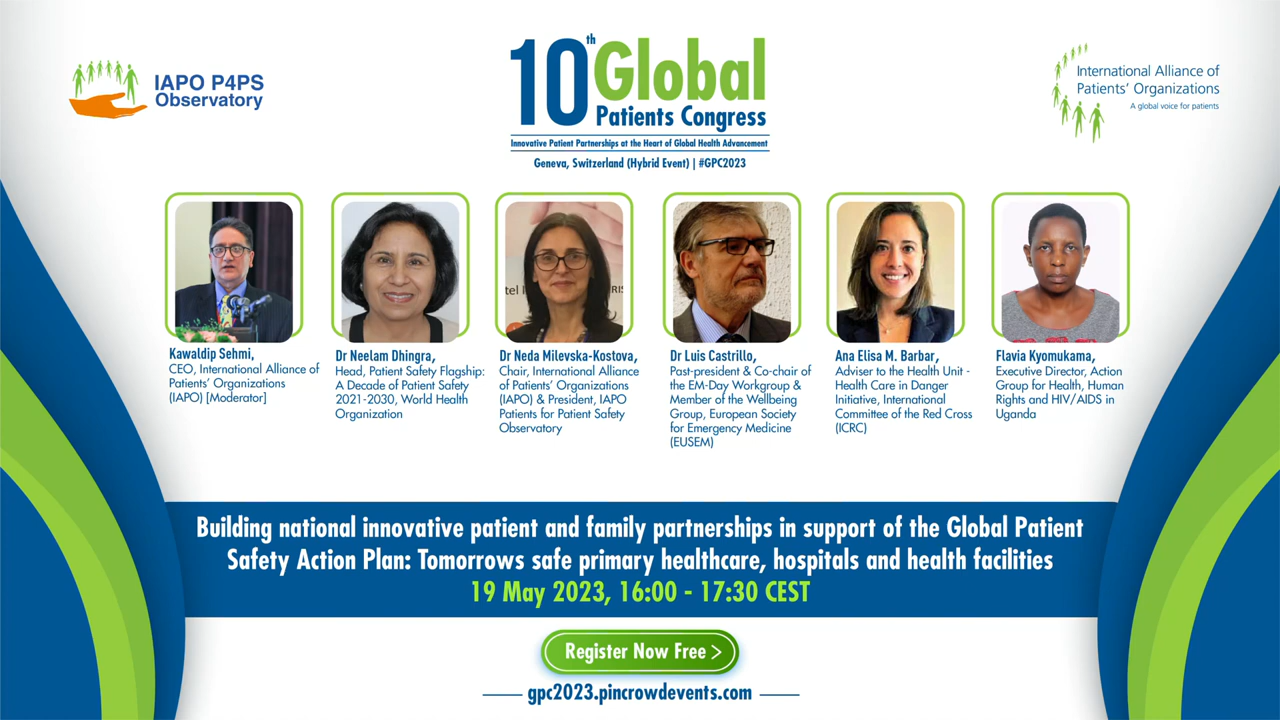 IAPO P4PS
Observatory
10th Global
Patients Congress
Innovative Patient Partnerships at the Heart of Global Health Advancement
Geneva, Switzerland (Hybrid Event) | #GPC2023
International Alliance of
Patients' Organizations
A global voice for patients
Kawaldip Sehmi,
CEO, International Alliance of
Patients' Organizations
(IAPO) [Moderator]
Dr Neelam Dhingra,
Head, Patient Safety Flagship:
A Decade of Patient Safety
2021-2030, World Health
Organization
Dr Neda Milevska-Kostova,
Chair, International Alliance
of Patients' Organizations
(IAPO) & President, IAPO
Patients for Patient Safety
Observatory
Dr Luis Castrillo,
Past-president & Co-chair of
the EM-Day Workgroup &
Member of the Wellbeing
Group, European Society
for Emergency Medicine
(EUSEM)
Ana Elisa M. Barbar,
Adviser to the Health Unit -
Health Care in Danger
Initiative, International
Committee of the Red Cross
(ICRC)
Flavia Kyomukama,
Executive Director, Action
Group for Health, Human
Rights and HIV/AIDS in
Uganda
Building national innovative patient and family partnerships in support of the Global Patient
Safety Action Plan: Tomorrows safe primary healthcare, hospitals and health facilities
19 May 2023, 16:00 - 17:30 CEST
Register Now Free >
gpc2023.pincrowdevents.com